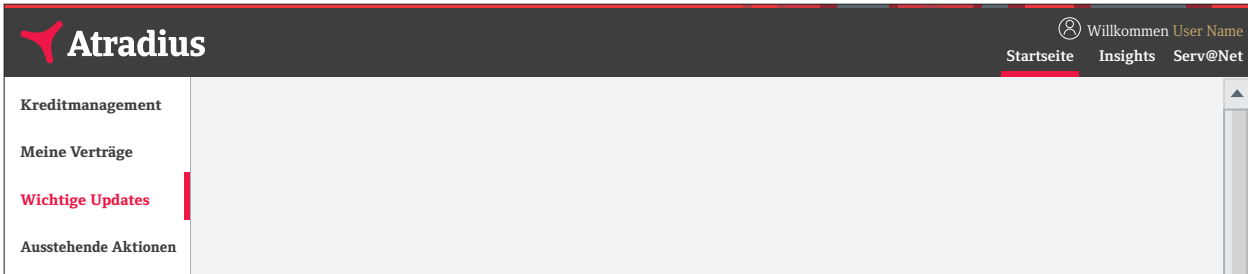 Atradius
Willkommen User Name
Startseite Insights Serv@Net
Kreditmanagement
Meine Verträge
Wichtige Updates
Ausstehende Aktionen